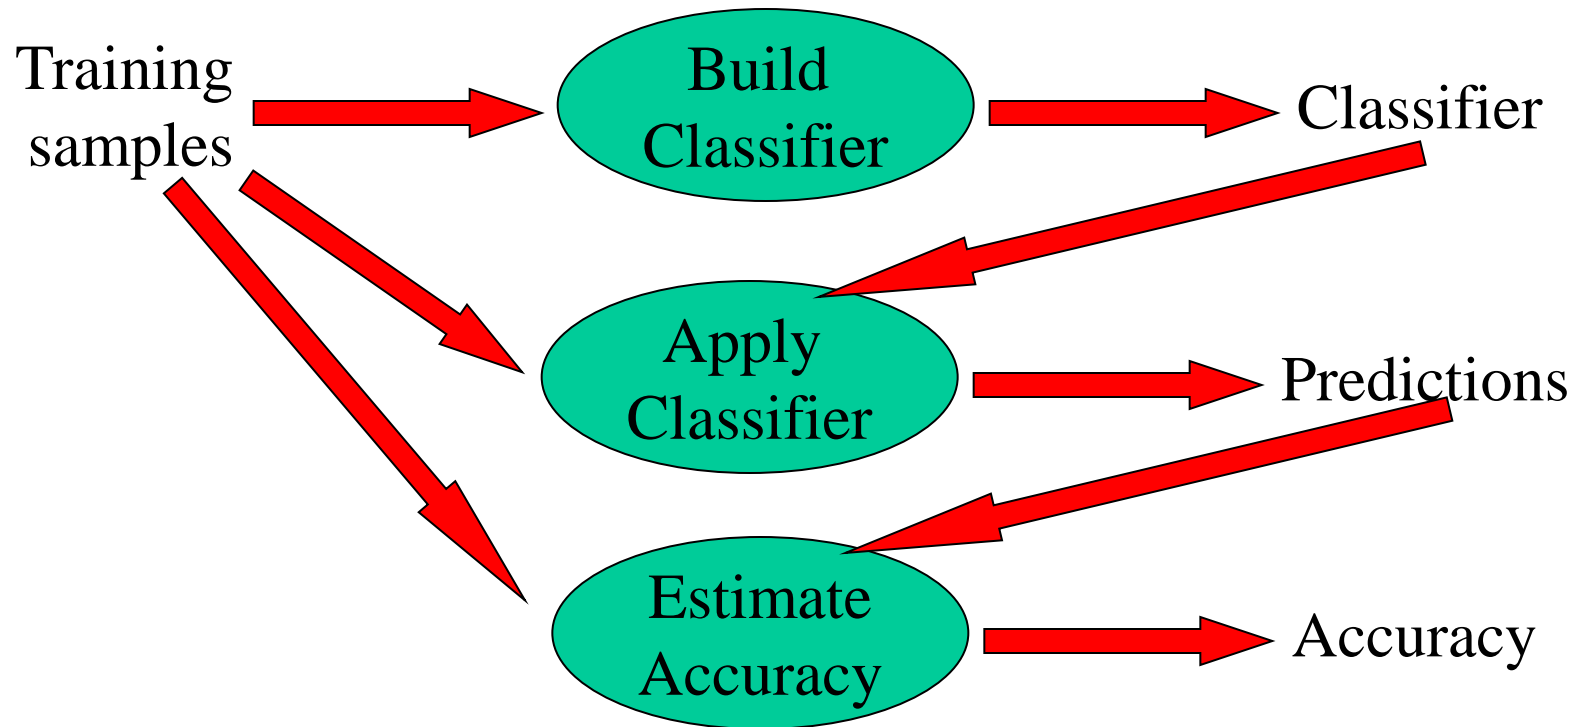 Training
samples
Build
Classifier
Classifier
Apply
Classifier
Predictions
Estimate
Accuracy
Accuracy